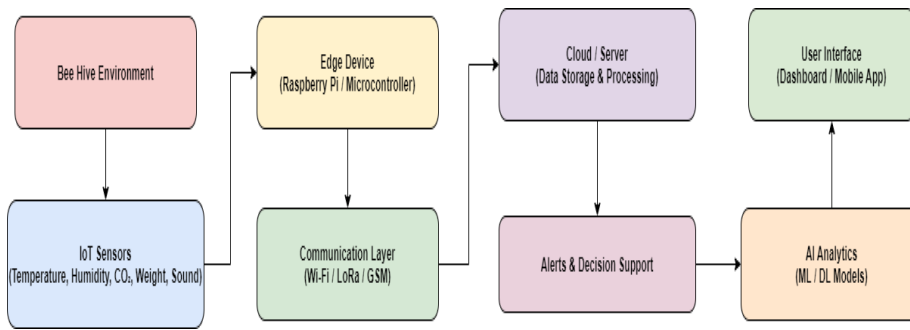 Bee Hive Environment
Edge Device
(Raspberry Pi / Microcontroller)
Cloud / Server
(Data Storage & Processing)
User Interface
(Dashboard / Mobile App)
IoT Sensors
(Temperature, Humidity, CO₂, Weight, Sound)
Communication Layer
(Wi-Fi / LoRa / GSM)
Alerts & Decision Support
AI Analytics
(ML / DL Models)